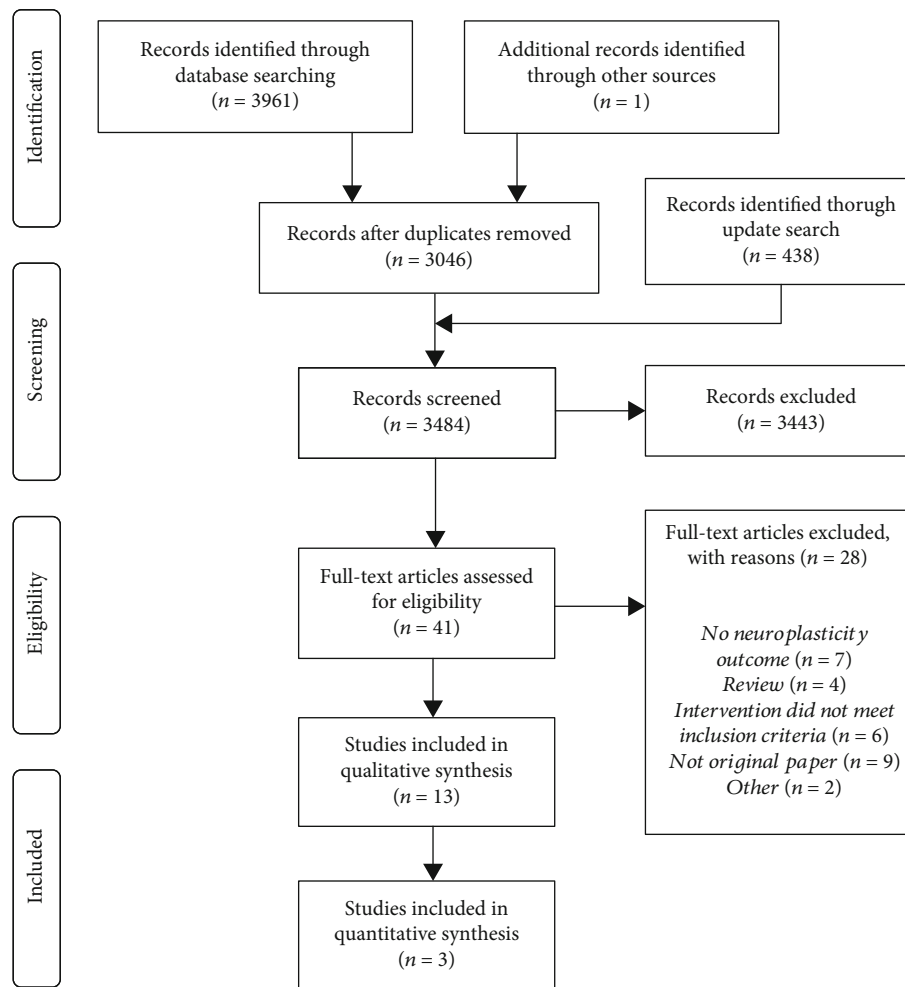 Identification
Records identified through
database searching
(n = 3961)
Additional records identified
through other sources
(n = 1)
Records after duplicates removed
(n = 3046)
Records identified thorugh
update search
(n = 438)
Screening
Records screened
(n = 3484)
Records excluded
(n = 3443)
Eligibility
Full-text articles assessed
for eligibility
(n = 41)
Full-text articles excluded,
with reasons (n = 28)
No neuroplasticity
outcome (n = 7)
Review (n = 4)
Intervention did not meet
inclusion criteria (n = 6)
Not original paper (n = 9)
Other (n = 2)
Studies included in
qualitative synthesis
(n = 13)
Included
Studies included in
quantitative synthesis
(n = 3)